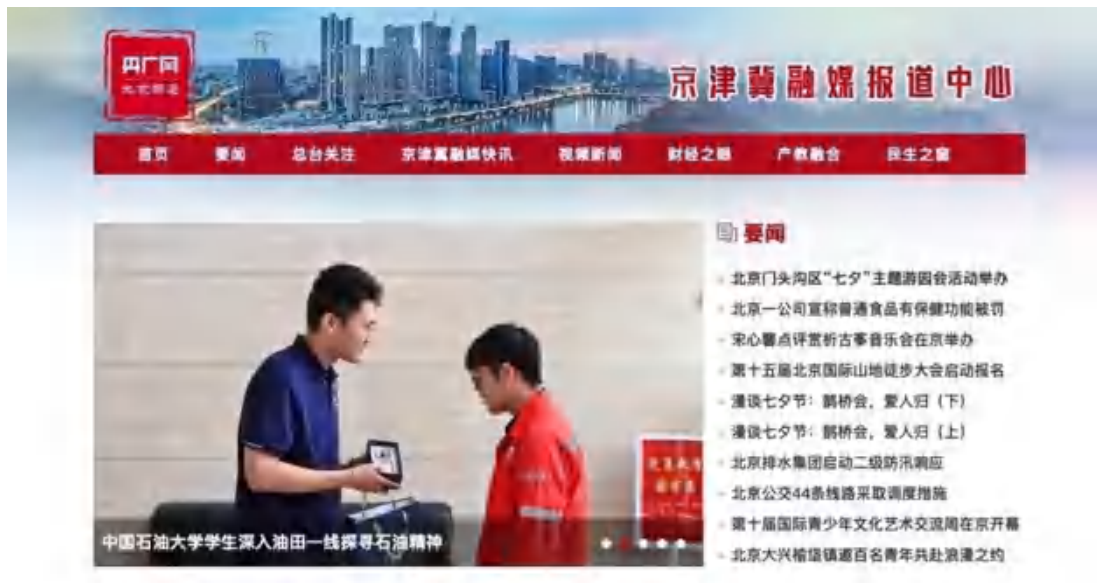 央广网
京津冀融媒报道中心
首页 要闻 总台关注 京津冀融媒快讯 视频新闻 财经之眼 产教融合 民生之窗
中国石油大学学生深入油田一线探寻石油精神
要闻
北京门头沟区“七夕”主题游园会活动举办
北京一公司宣称普通食品有保健功能被罚
宋心馨点评赏析古筝音乐会在京举办
第十五届北京国际山地徒步大会启动报名
漫谈七夕节：鹊桥会，爱人归（下）
漫谈七夕节：鹊桥会，爱人归（上）
北京排水集团启动二级防汛响应
北京公交44条线路采取调度措施
第十届国际青少年文化艺术交流周在京开幕
北京大兴榆垡镇邀百名青年共赴浪漫之约